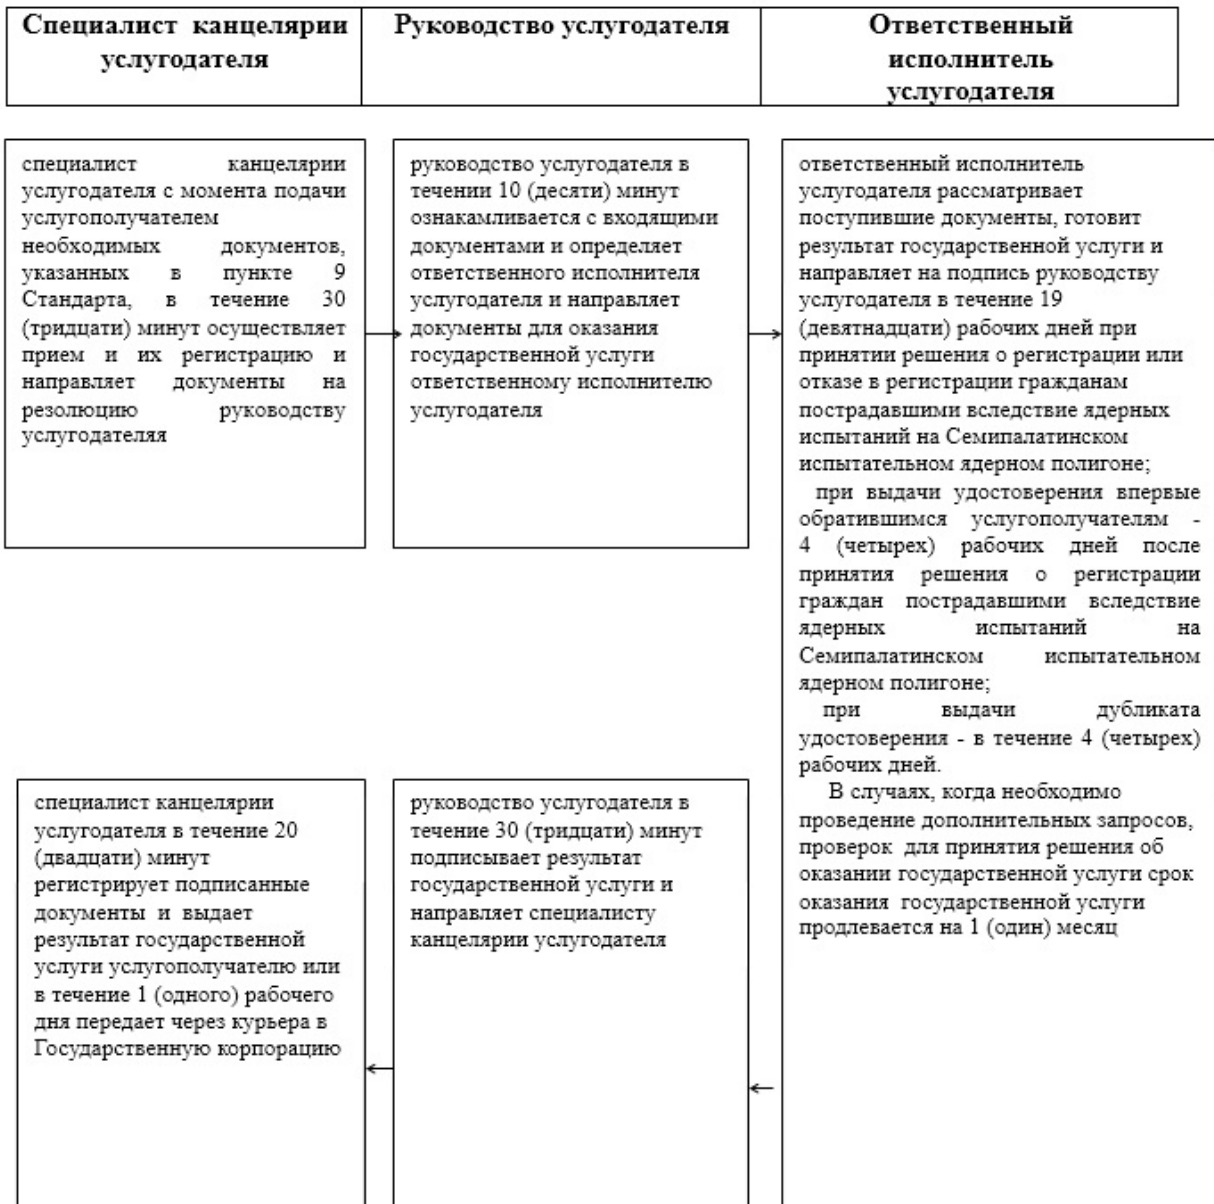 Специалист канцелярии
услугодателя
Руководство услугодателя
Ответственный
исполнитель
услугодателя
специалист канцелярии
услугодателя с момента подачи
услугополучателем
необходимых документов,
указанных в пункте 9
Стандарта, в течение 30
(тридцати) минут осуществляет
прием и их регистрацию и
направляет документы на
резолюцию руководству
услугодателяя
руководство услугодателя в
течении 10 (десяти) минут
ознакамливается с входящими
документами и определяет
ответственного исполнителя
услугодателя и направляет
документы для оказания
государственной услуги
ответственному исполнителю
услугодателя
ответственный исполнитель
услугодателя рассматривает
поступившие документы, готовит
результат государственной услуги и
направляет на подпись руководству
услугодателя в течение 19
(девятнадцати) рабочих дней при
принятии решения о регистрации или
отказе в регистрации гражданам
пострадавшими вследствие ядерных
испытаний на Семипалатинском
испытательном ядерном полигоне;
при выдачи удостоверения впервые
обратившимся услугополучателям -
4 (четырех) рабочих дней после
принятия решения о регистрации
граждан пострадавшими вследствие
ядерных испытаний на
Семипалатинском испытательном
ядерном полигоне;
при выдачи дубликата
удостоверения - в течение 4 (четырех)
рабочих дней.
В случаях, когда необходимо
проведение дополнительных запросов,
проверок для принятия решения об
оказании государственной услуги срок
оказания государственной услуги
продлевается на 1 (один) месяц
руководство услугодателя в
течение 30 (тридцати) минут
подписывает результат
государственной услуги и
направляет специалисту
канцелярии услугодателя
специалист канцелярии
услугодателя в течение 20
(двадцати) минут
регистрирует подписанные
документы и выдает
результат государственной
услуги услугополучателю или
в течение 1 (одного) рабочего
дня передает через курьера в
Государственную корпорацию